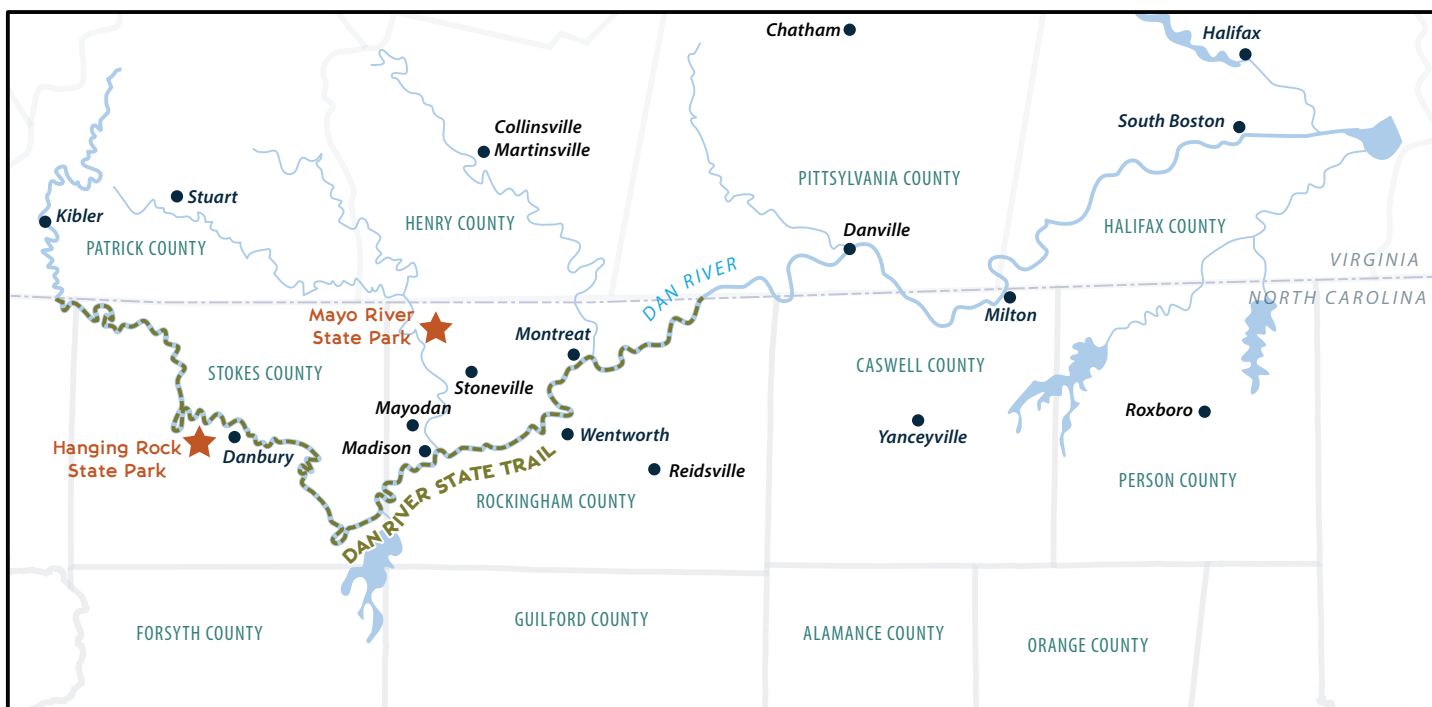 Chatham
Halifax
Collinsville
Martinsville
South Boston
PITTSYLVANIA COUNTY
Stuart
Kibler
HENRY COUNTY
HALIFAX COUNTY
PATRICK COUNTY
Danville
VIRGINIA
DAN RIVER
NORTH CAROLINA
Mayo River
State Park
Milton
Montreat
STOKES COUNTY
CASWELL COUNTY
Stoneville
Mayodan
Roxboro
Yanceyville
Wentworth
Hanging Rock
State Park
Danbury
Madison
Reidsville
DAN RIVER STATE TRAIL
PERSON COUNTY
ROCKINGHAM COUNTY
GUILFORD COUNTY
FORSYTH COUNTY
ALAMANCE COUNTY
ORANGE COUNTY